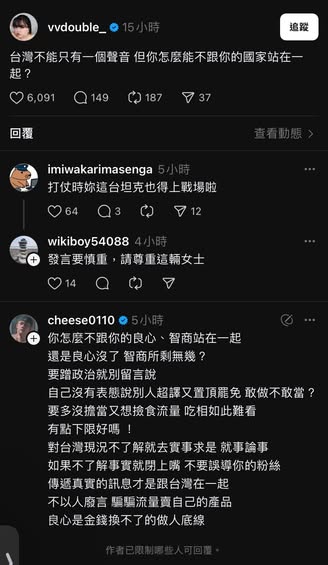 vvdouble_ 15小時
追蹤
台灣不能只有一個聲音 但你怎麼能不跟你的國家站在一
起?
6,091 149 187 37
回覆
查看動態
imiwakarimasenga 5小時
打仗時妳這台坦克也得上戰場啦
64 3 12
wikiboy54088 4小時
發言要慎重,請尊重這輛女士
14
cheese0110 5小時
你怎麼不跟你的良心、智商站在一起
還是良心沒了 智商所剩無幾?
要蹭政治就別留言說
自己沒有表態說別人超譯又置頂罷免 敢做不敢當?
要多沒擔當又想撿食流量 吃相如此難看
有點下限好嗎 !
對台灣現況不了解就去實事求是 就事論事
如果不了解事實就閉上嘴 不要誤導你的粉絲
傳遞真實的訊息才是跟台灣在一起
不以人廢言 騙騙流量賣自己的產品
良心是金錢換不了的做人底線
作者已限制哪些人可回覆。